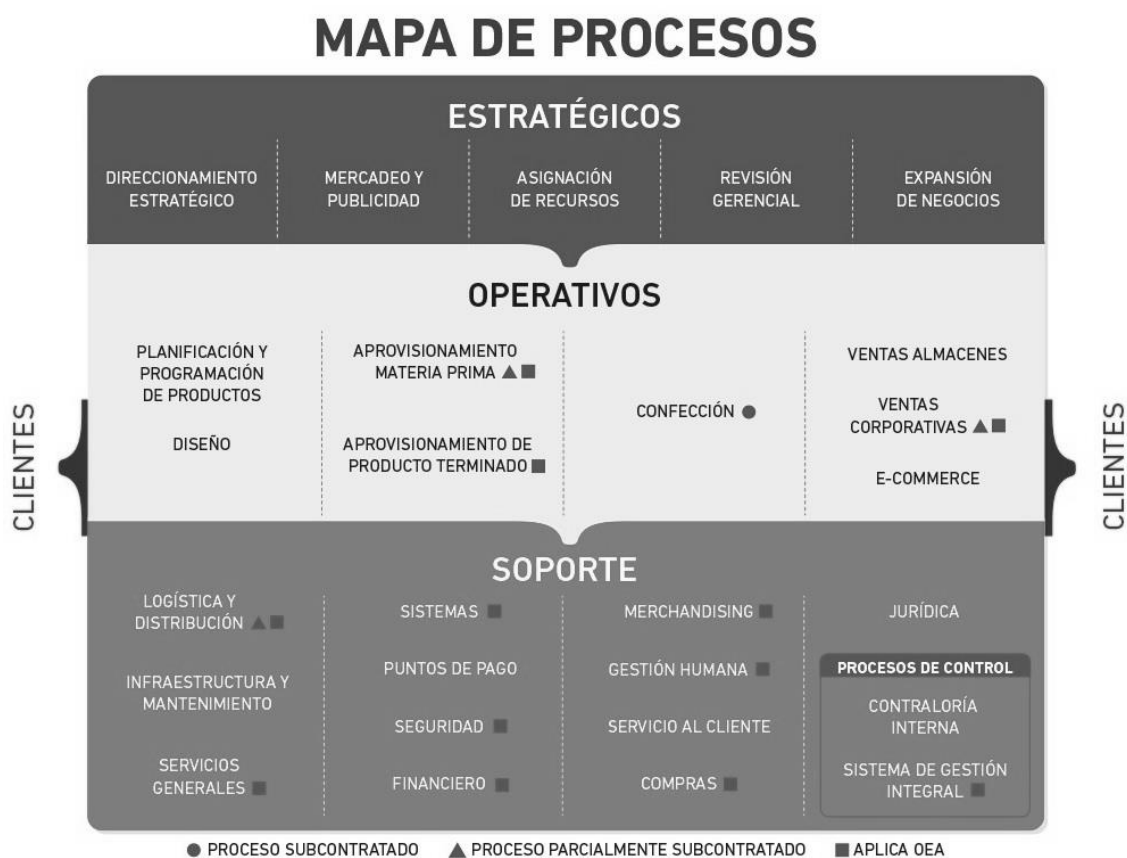 MAPA DE PROCESOS
ESTRATÉGICOS
DIRECCIONAMIENTO
ESTRATÉGICO
MERCADEO Y
PUBLICIDAD
ASIGNACIÓN
DE RECURSOS
REVISIÓN
GERENCIAL
EXPANSIÓN
DE NEGOCIOS
CLIENTES
OPERATIVOS
PLANIFICACIÓN Y
PROGRAMACIÓN
DE PRODUCTOS
DISEÑO
APROVISIONAMIENTO
MATERIA PRIMA ▲ ■
APROVISIONAMIENTO DE
PRODUCTO TERMINADO ■
CONFECCIÓN ●
VENTAS ALMACENES
VENTAS
CORPORATIVAS ▲ ■
E-COMMERCE
CLIENTES
SOPORTE
LOGÍSTICA Y
DISTRIBUCIÓN ▲ ■
INFRAESTRUCTURA Y
MANTENIMIENTO
SERVICIOS
GENERALES ■
SISTEMAS ■
PUNTOS DE PAGO
SEGURIDAD ■
FINANCIERO ■
MERCHANDISING ■
GESTIÓN HUMANA ■
SERVICIO AL CLIENTE
COMPRAS ■
JURÍDICA
PROCESOS DE CONTROL
CONTRALORÍA
INTERNA
SISTEMA DE GESTIÓN
INTEGRAL ■
● PROCESO SUBCONTRATADO ▲ PROCESO PARCIALMENTE SUBCONTRATADO ■ APLICA OEA